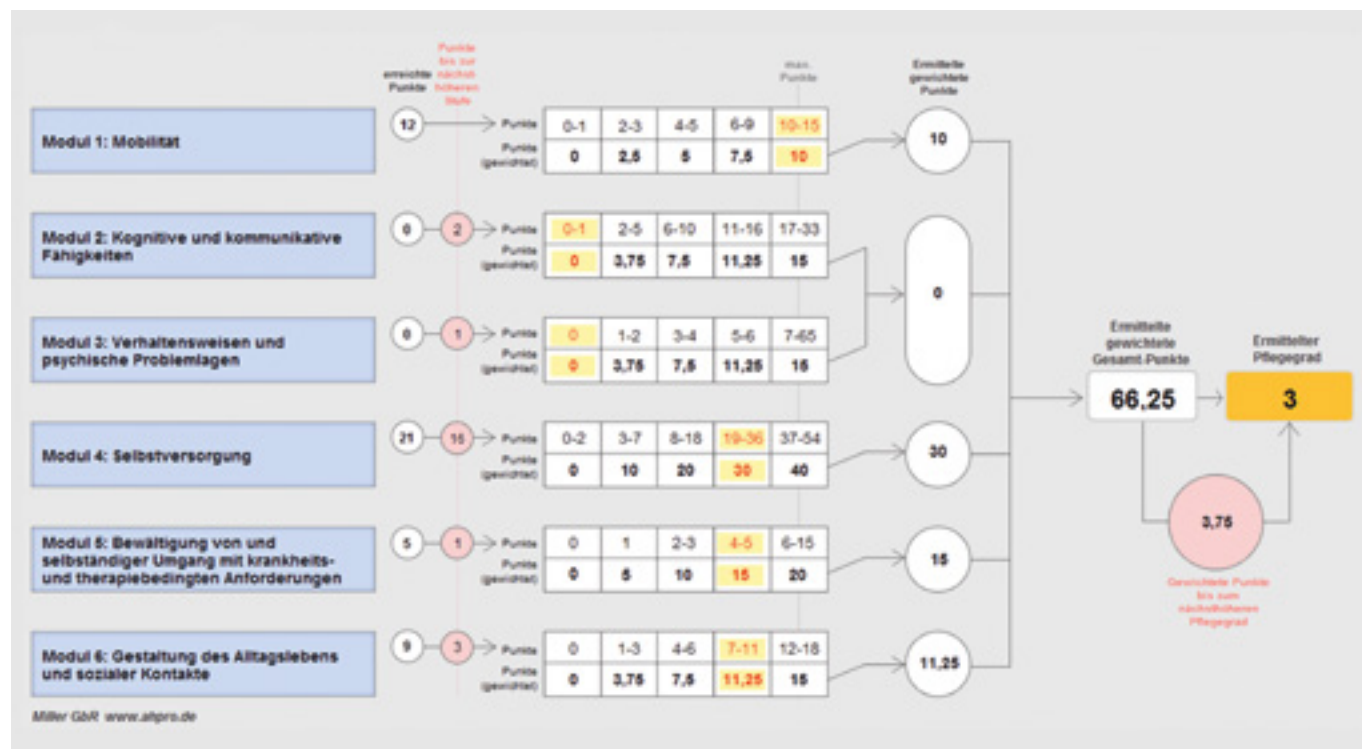 erreichte
Punkte
Punkte
bis zur
nächst-
höheren
Stufe
max.
Punkte
Ermittelte
gewichtete
Punkte
Modul 1: Mobilität
12
Punkte 0-1 2-3 4-5 6-9 10-15
Punkte
(gewichtet) 0 2,5 5 7,5 10
10
Modul 2: Kognitive und kommunikative
Fähigkeiten
0 2
Punkte 0-1 2-5 6-10 11-16 17-33
Punkte
(gewichtet) 0 3,75 7,5 11,25 15
0
Modul 3: Verhaltensweisen und
psychische Problemlagen
0 1
Punkte 0 1-2 3-4 5-6 7-65
Punkte
(gewichtet) 0 3,75 7,5 11,25 15
Modul 4: Selbstversorgung
21 16
Punkte 0-2 3-7 8-18 19-36 37-54
Punkte
(gewichtet) 0 10 20 30 40
30
Modul 5: Bewältigung von und
selbständiger Umgang mit krankheits-
und therapiebedingten Anforderungen
5 1
Punkte 0 1 2-3 4-5 6-15
Punkte
(gewichtet) 0 5 10 15 20
15
Modul 6: Gestaltung des Alltagslebens
und sozialer Kontakte
9 3
Punkte 0 1-3 4-6 7-11 12-18
Punkte
(gewichtet) 0 3,75 7,5 11,25 15
11,25
Ermittelte
gewichtete
Gesamt-Punkte
66,25
Ermittelter
Pflegegrad
3
3,75
Gewichtete Punkte
bis zum
nächsthöheren
Pflegegrad
Miller GbR www.ahpro.de